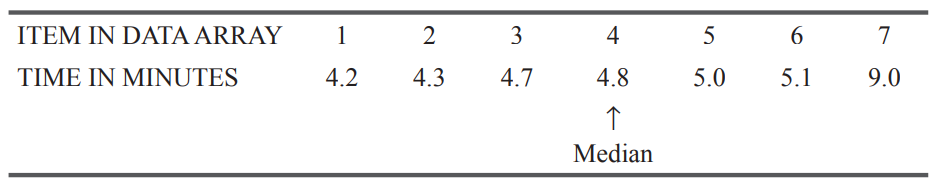 ITEM IN DATA ARRAY 1 2 3 4 5 6 7
TIME IN MINUTES 4.2 4.3 4.7 4.8 5.0 5.1 9.0
↑
Median